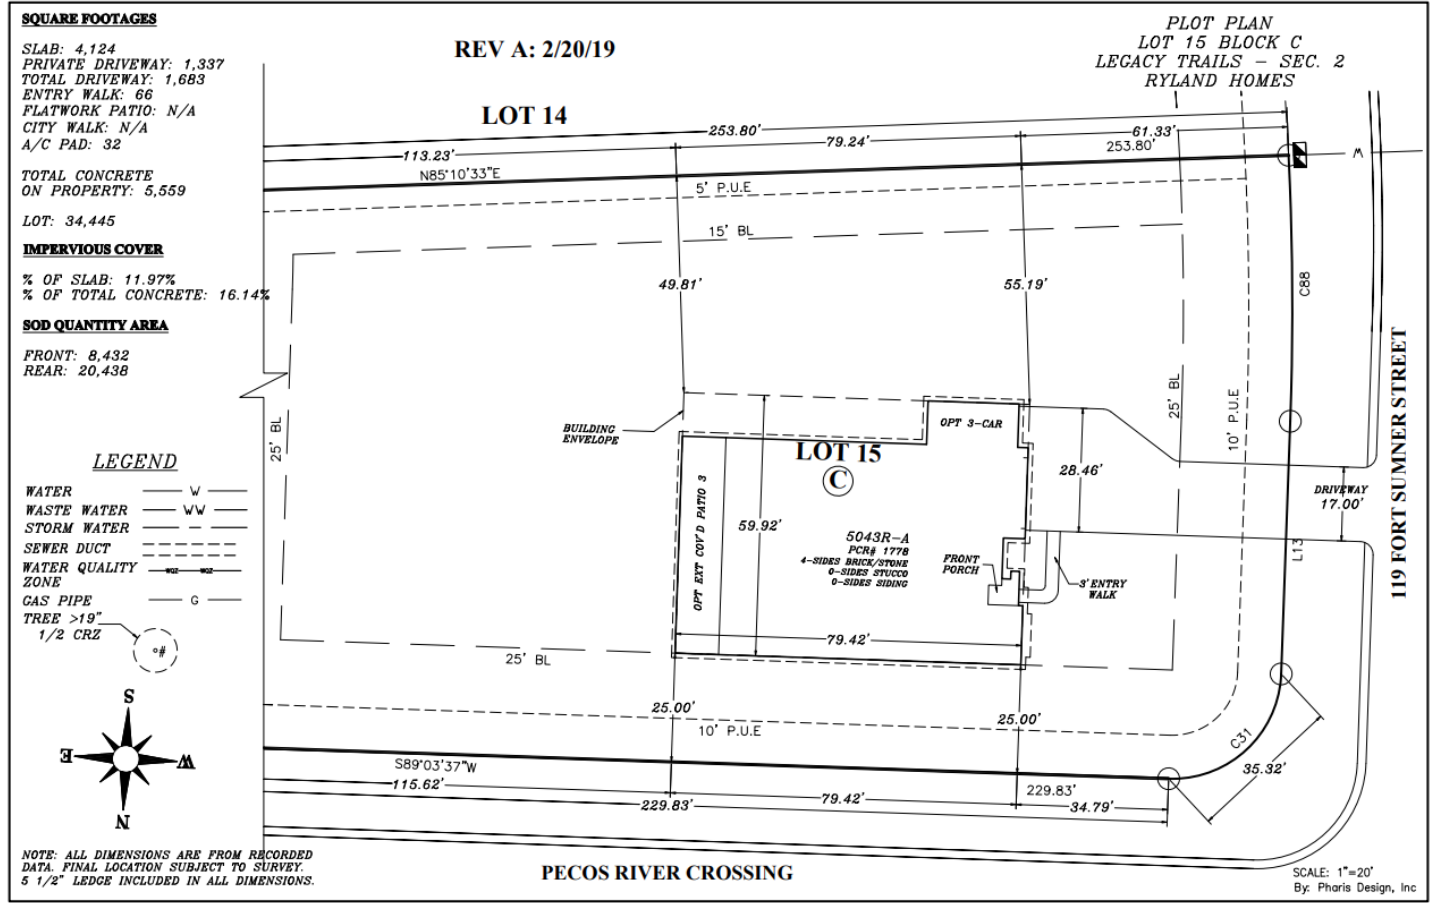 SQUARE FOOTAGES
SLAB: 4,124
PRIVATE DRIVEWAY: 1,337
TOTAL DRIVEWAY: 1,683
ENTRY WALK: 66
FLATWORK PATIO: N/A
CITY WALK: N/A
A/C PAD: 32
TOTAL CONCRETE
ON PROPERTY: 5,559
LOT: 34,445
IMPERVIOUS COVER
% OF SLAB: 11.97%
% OF TOTAL CONCRETE: 16.14%
SOD QUANTITY AREA
FRONT: 8,432
REAR: 20,438
LEGEND
WATER W
WASTE WATER WW
STORM WATER
SEWER DUCT
WATER QUALITY WQZ WQZ
ZONE
GAS PIPE G
TREE >19"
1/2 CRZ
#
S
E
W
N
NOTE: ALL DIMENSIONS ARE FROM RECORDED
DATA. FINAL LOCATION SUBJECT TO SURVEY.
5 1/2" LEDGE INCLUDED IN ALL DIMENSIONS.
REV A: 2/20/19
PLOT PLAN
LOT 15 BLOCK C
LEGACY TRAILS - SEC. 2
RYLAND HOMES
LOT 14
253.80'
113.23'
79.24'
61.33'
N85°10'33"E
253.80'
W
5' P.U.E
15' BL
49.81'
55.19'
C88
25' BL
25' BL
10' P.U.E
BUILDING
ENVELOPE
OPT 3-CAR
LOT 15
C
28.46'
DRIVEWAY
17.00'
OPT EXT COV'D PATIO 3
59.92'
5043R-A
PCR# 1778
4-SIDES BRICK/STONE
0-SIDES STUCCO
0-SIDES SIDING
FRONT
PORCH
3' ENTRY
WALK
L13
119 FORT SUMNER STREET
79.42'
25' BL
25.00'
25.00'
10' P.U.E
C31
35.32'
S89°03'37"W
115.62'
79.42'
229.83'
34.79'
229.83'
PECOS RIVER CROSSING
SCALE: 1"=20'
By: Pharis Design, Inc